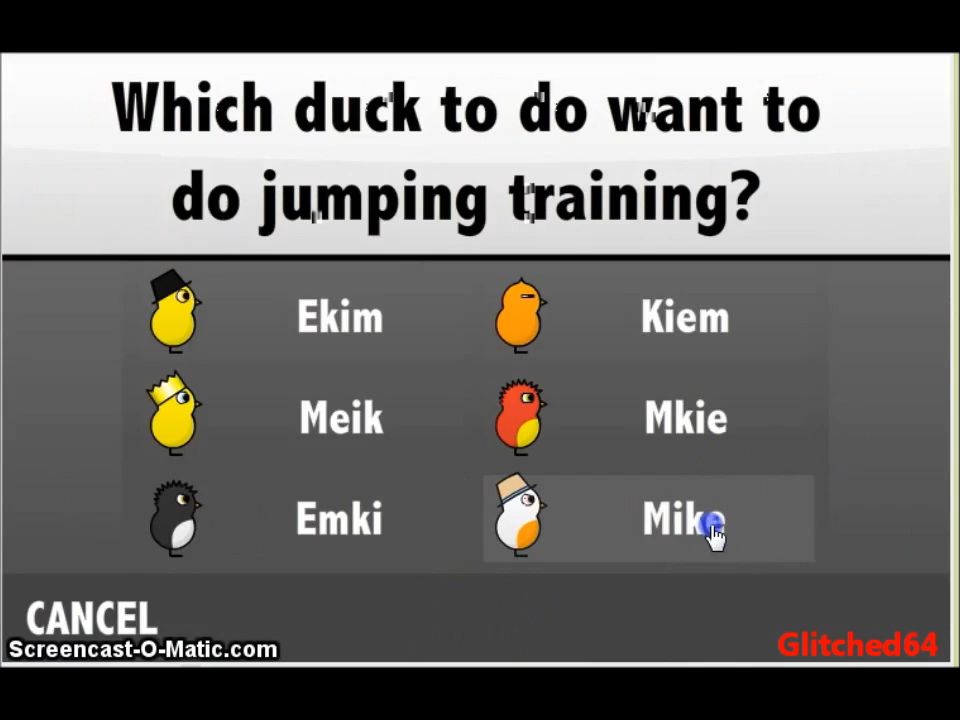 Which duck to do want to
do jumping training?
Ekim
Kiem
Meik
Mkie
Emki
Mike
CANCEL
Screencast-O-Matic.com
Glitched64